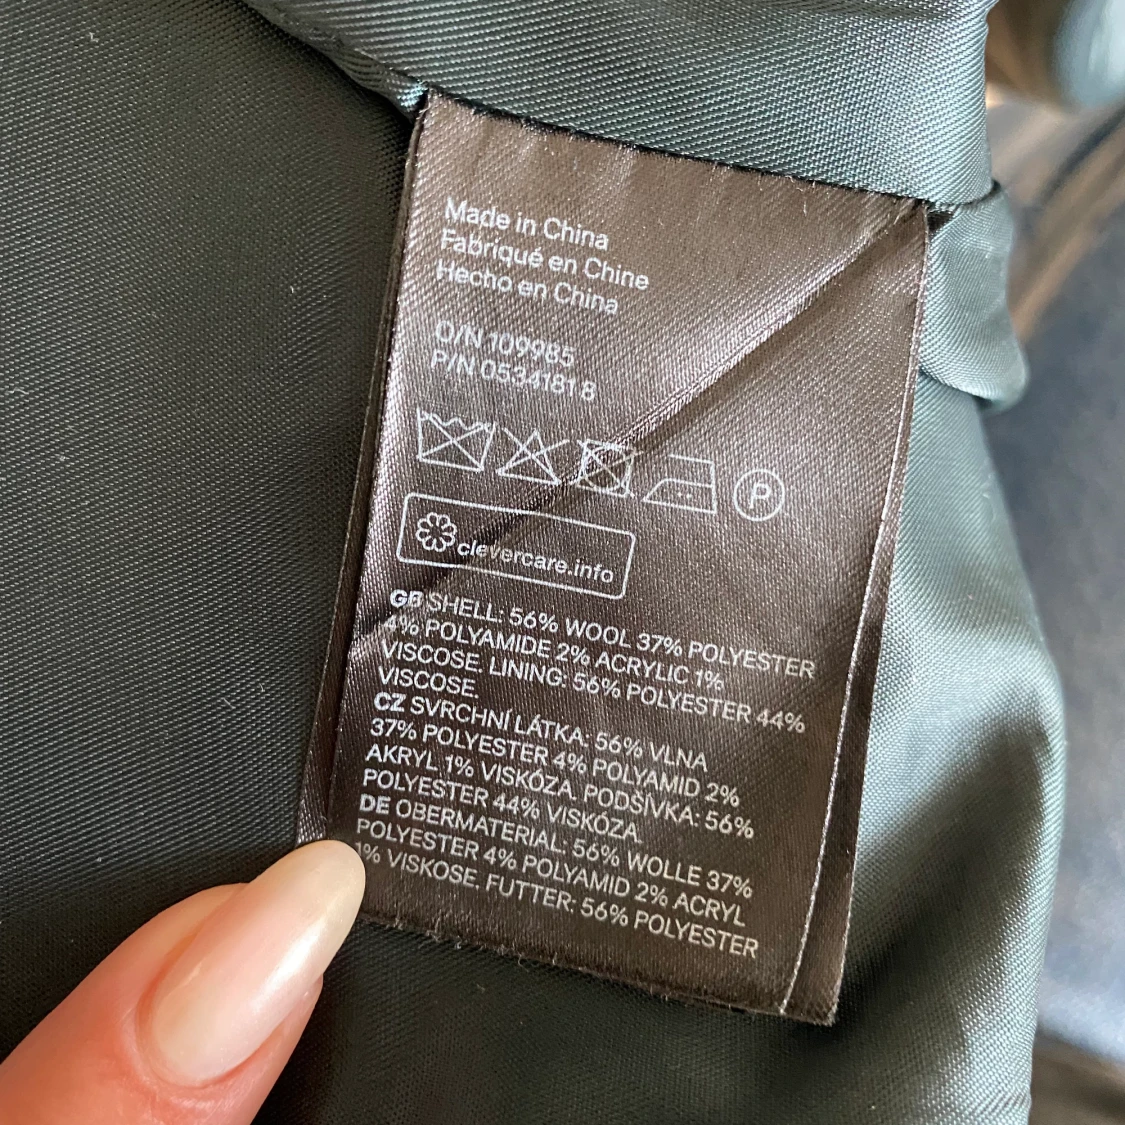 Made in China
Fabriqué en Chine
Hecho en China
O/N 109985
P/N 0534181 8
P
clevercare.info
GB SHELL: 56% WOOL 37% POLYESTER
4% POLYAMIDE 2% ACRYLIC 1%
VISCOSE. LINING: 56% POLYESTER 44%
VISCOSE.
CZ SVRCHNÍ LÁTKA: 56% VLNA
37% POLYESTER 4% POLYAMID 2%
AKRYL 1% VISKÓZA. PODŠÍVKA: 56%
POLYESTER 44% VISKÓZA.
DE OBERMATERIAL: 56% WOLLE 37%
POLYESTER 4% POLYAMID 2% ACRYL
1% VISKOSE. FUTTER: 56% POLYESTER